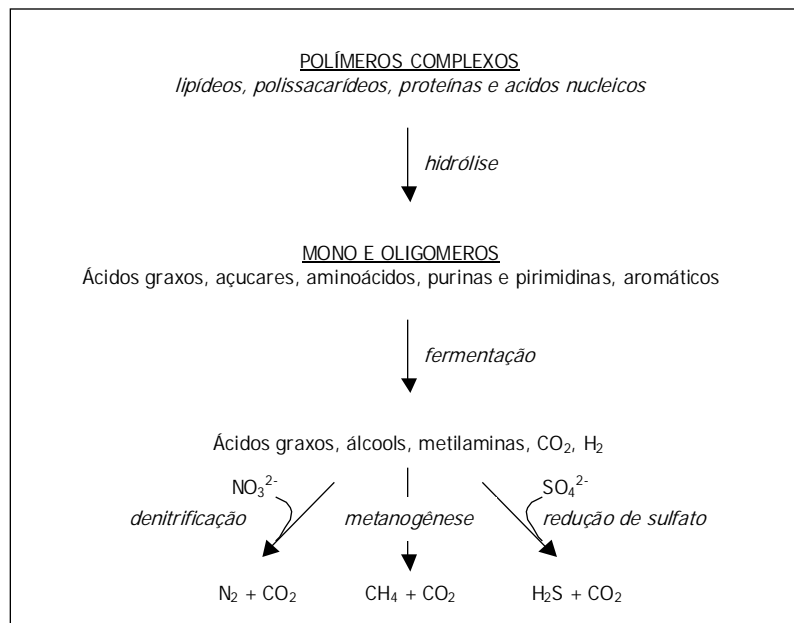 POLÍMEROS COMPLEXOS
lipídeos, polissacarídeos, proteínas e acidos nucleicos
hidrólise
MONO E OLIGOMEROS
Ácidos graxos, açucares, aminoácidos, purinas e pirimidinas, aromáticos
fermentação
Ácidos graxos, álcools, metilaminas, CO₂, H₂
NO₃²⁻ SO₄²⁻
denitrificação metanogênese redução de sulfato
N₂ + CO₂ CH₄ + CO₂ H₂S + CO₂